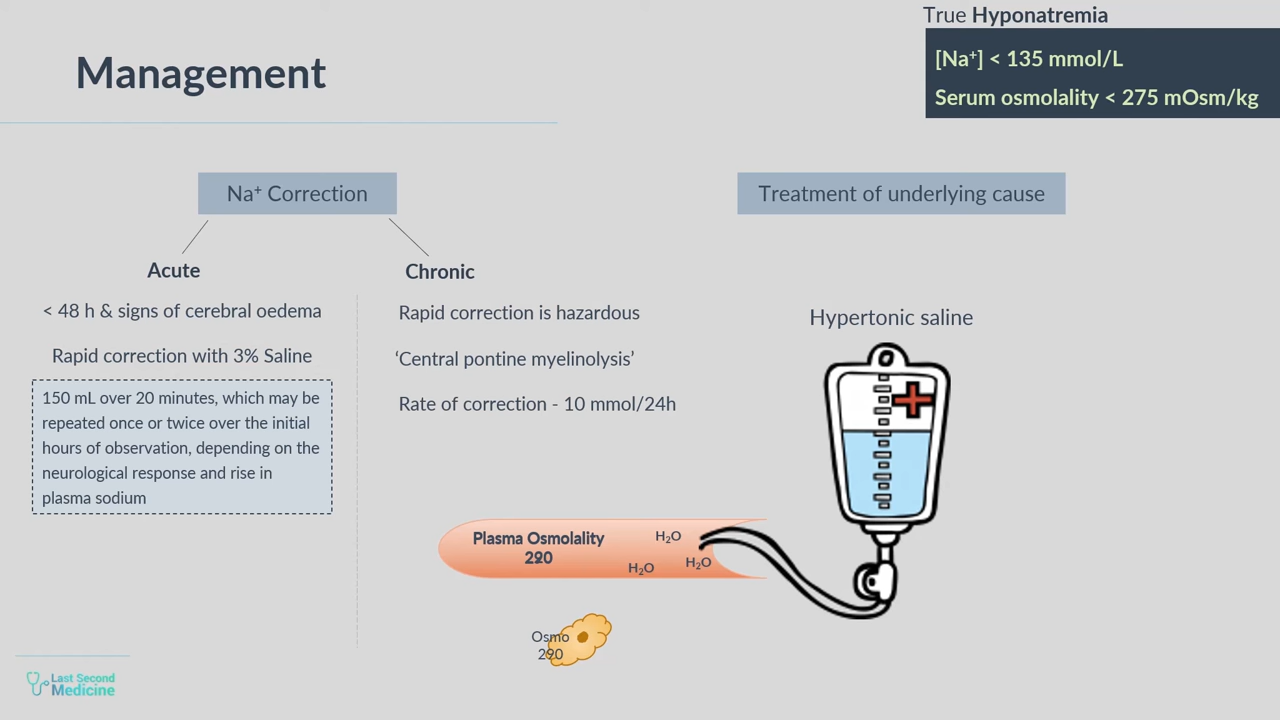 True Hyponatremia
[Na⁺] < 135 mmol/L
Serum osmolality < 275 mOsm/kg
Management
Na⁺ Correction
Treatment of underlying cause
Acute
< 48 h & signs of cerebral oedema
Rapid correction with 3% Saline
150 mL over 20 minutes, which may be
repeated once or twice over the initial
hours of observation, depending on the
neurological response and rise in
plasma sodium
Chronic
Rapid correction is hazardous
‘Central pontine myelinolysis’
Rate of correction - 10 mmol/24h
Hypertonic saline
Plasma Osmolality
H₂O
H₂O
H₂O
Osmo
Last Second
Medicine